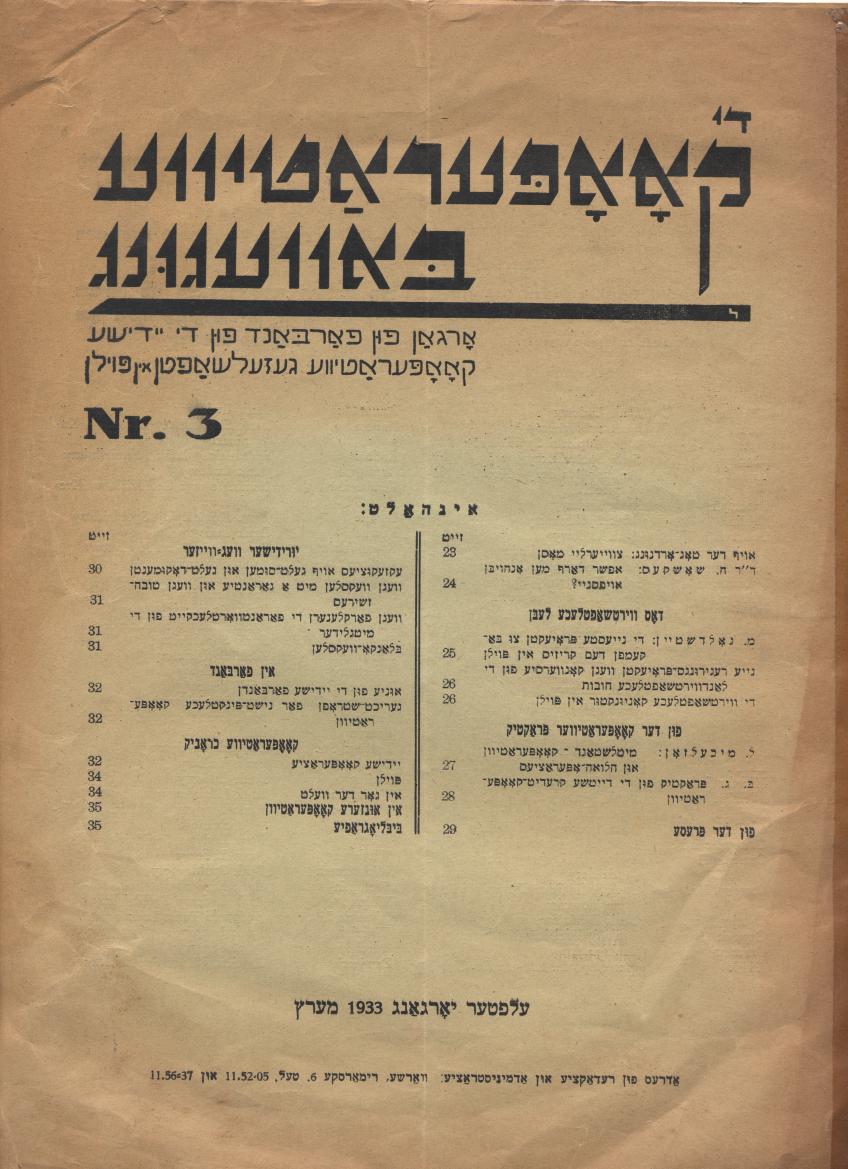 די
קאָאָפּעראַטיווע
באַוועגונג
אָרגאַן פון פאַרבאַנד פון די יידישע
קאָאָפּעראַטיווע געזעלשאַפטן אין פּוילן
Nr. 3
אינהאַלט:
זייט
אויף דער טאָג-אָרדנונג: צווייערליי מאָסן 23
ד"ר ח. שאָשקעס: אפשר דאַרף מען אָנהויבן
אויפסניי? 24
דאָס ווירטשאַפטלעכע לעבן
מ. גאָלדשטיין: די נייעסטע פּראָיעקטן צו באַ-
קעמפן דעם קריזיס אין פּוילן 25
נייע רעגירונגס-פּראָיעקטן וועגן קאָנווערסיע פון די
לאַנדווירטשאַפטלעכע חובות 26
די ווירטשאַפטלעכע קאָניונקטור אין פּוילן 26
פון דער קאָאָפּעראַטיווער פּראַקטיק
ל. מיכעלזאָן: מיטלשטאַנד - קאָאָפּעראַטיוון
און הלואה-אָפּעראַציעס 27
ב. ג. פּראַקטיק פון די דייטשע קרעדיט-קאָאָפּע-
ראַטיוון 28
פון דער פּרעסע 29
זייט
יורידישער וועג-ווייזער
עקזעקוציעס אויף געלט-סומען און געלט-דאָקומענטן 30
וועגן וועקסלען מיט אַ גאַראַנטיע און וועגן טובה-
זשיראָס 31
וועגן פאַרקלענערן די פאַראַנטוואָרטלעכקייט פון די
מיטגלידער 31
בלאַנקאָ-וועקסלען 31
אין פאַרבאַנד
אוניע פון די יידישע פאַרבאַנדן 32
געריכט-שטראָפן פאַר נישט-פּינקטלעכע קאָאָפּע-
ראַטיוון 32
קאָאָפּעראַטיווע כראָניק
יידישע קאָאָפּעראַציע 32
פּוילן 34
אין גאָר דער וועלט 34
אין אונזערע קאָאָפּעראַטיוון 35
ביבליאָגראַפיע 35
עלפטער יאָרגאַנג 1933 מערץ
אַדרעס פון רעדאַקציע און אַדמיניסטראַציע: וואַרשע, רימאַרסקע 6. טעל. 11.52-05 און 11.56-37